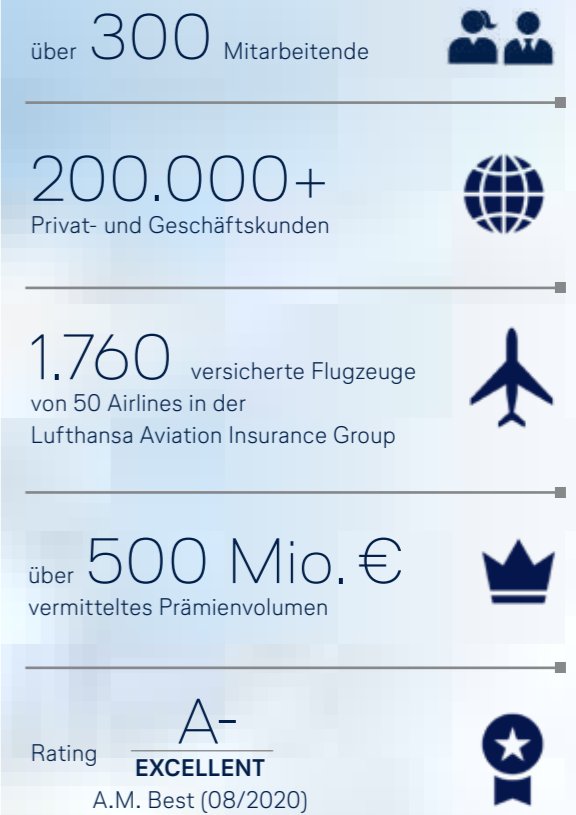 über 300 Mitarbeitende
200.000+
Privat- und Geschäftskunden
1.760 versicherte Flugzeuge
von 50 Airlines in der
Lufthansa Aviation Insurance Group
über 500 Mio. €
vermitteltes Prämienvolumen
Rating A-
EXCELLENT
A.M. Best (08/2020)